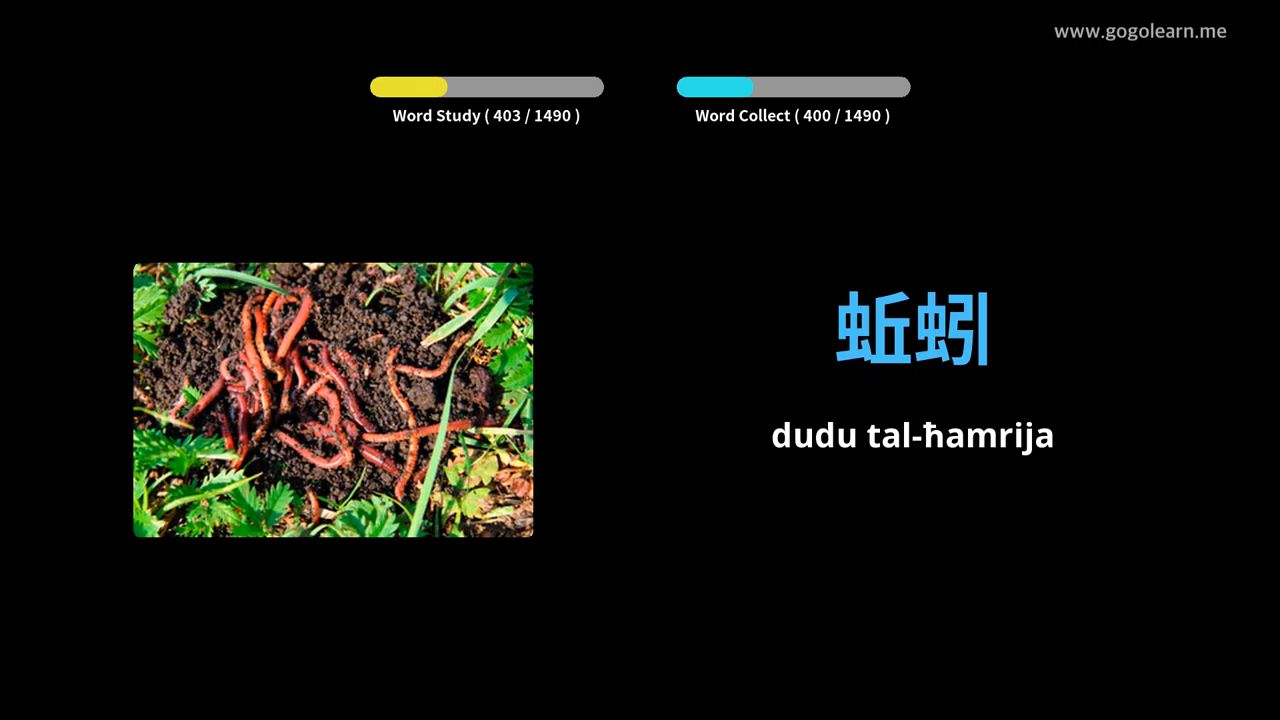 www.gogolearn.me
Word Study ( 403 / 1490 )
Word Collect ( 400 / 1490 )
蚯蚓
dudu tal-ħamrija